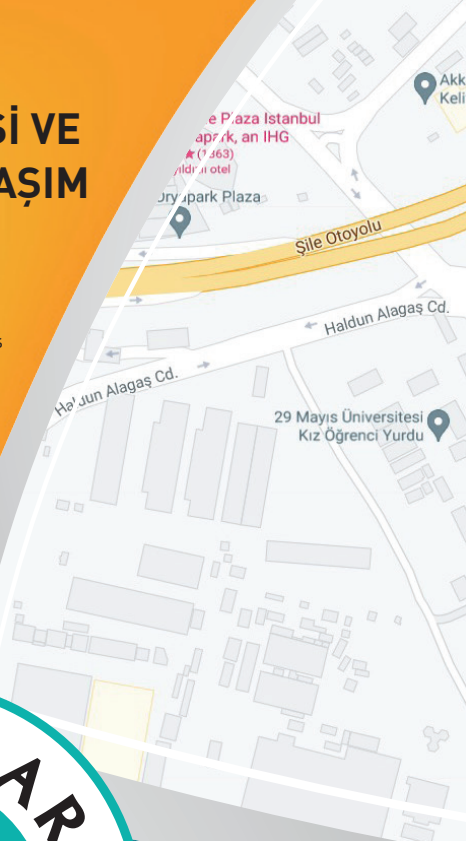 Sİ VE
AŞIM
s
Akk
Keli
e Plaza Istanbul
apark, an IHG
★(1363)
yıldızlı otel
Oryapark Plaza
Şile Otoyolu
Haldun Alagaş Cd.
Haldun Alagaş Cd.
29 Mayıs Üniversitesi
Kız Öğrenci Yurdu
AR